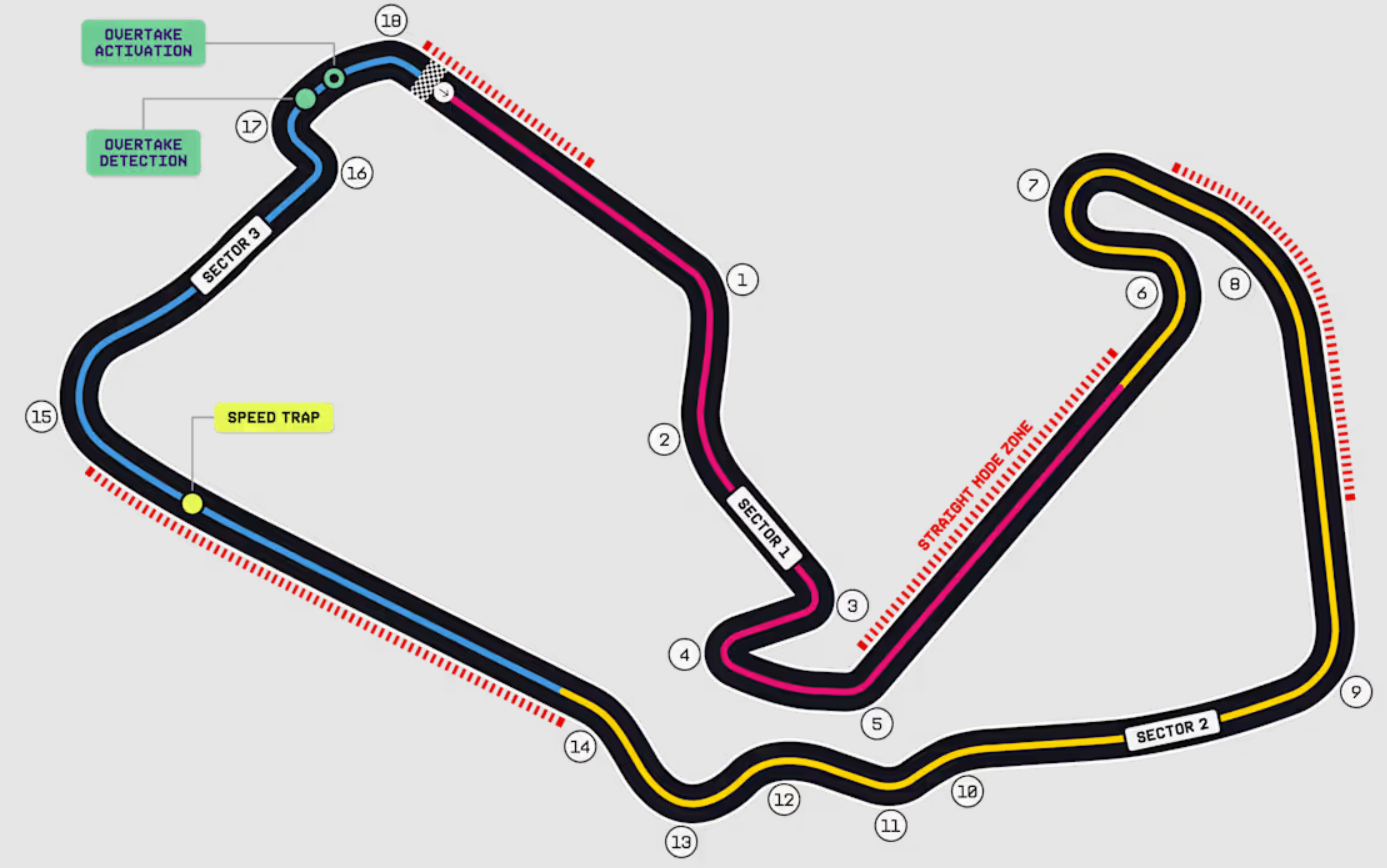 18
OVERTAKE
ACTIVATION
17
OVERTAKE
DETECTION
16
7
SECTOR 3
1
8
6
15
SPEED TRAP
2
STRAIGHT MODE ZONE
SECTOR 1
3
4
5
9
SECTOR 2
14
12
10
11
13